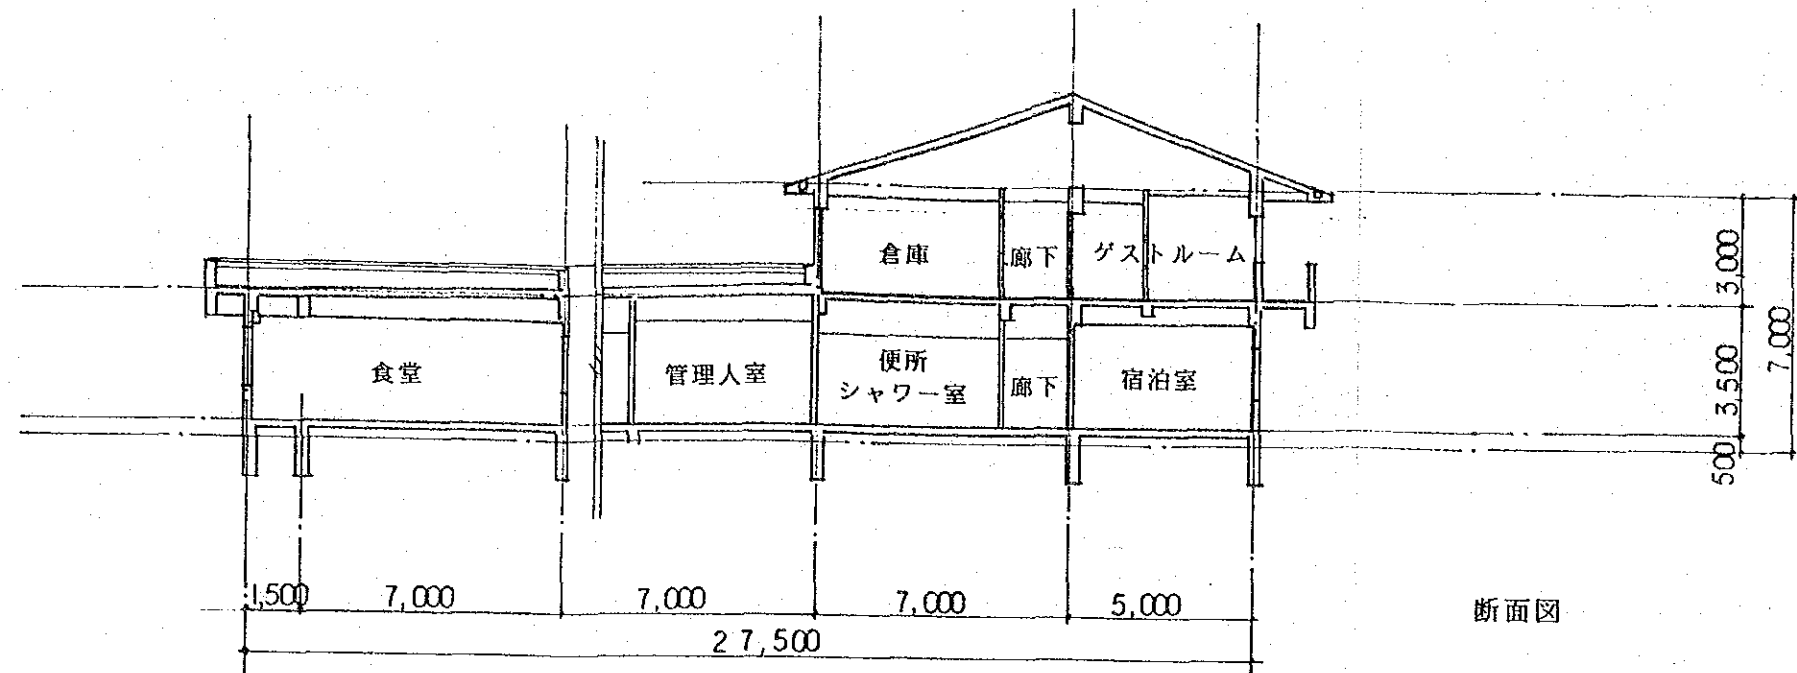 倉庫
廊下
ゲストルーム
食堂
管理人室
便所
シャワー室
廊下
宿泊室
3,000
3,500
500
7,000
1,500
7,000
7,000
7,000
5,000
27,500
断面図